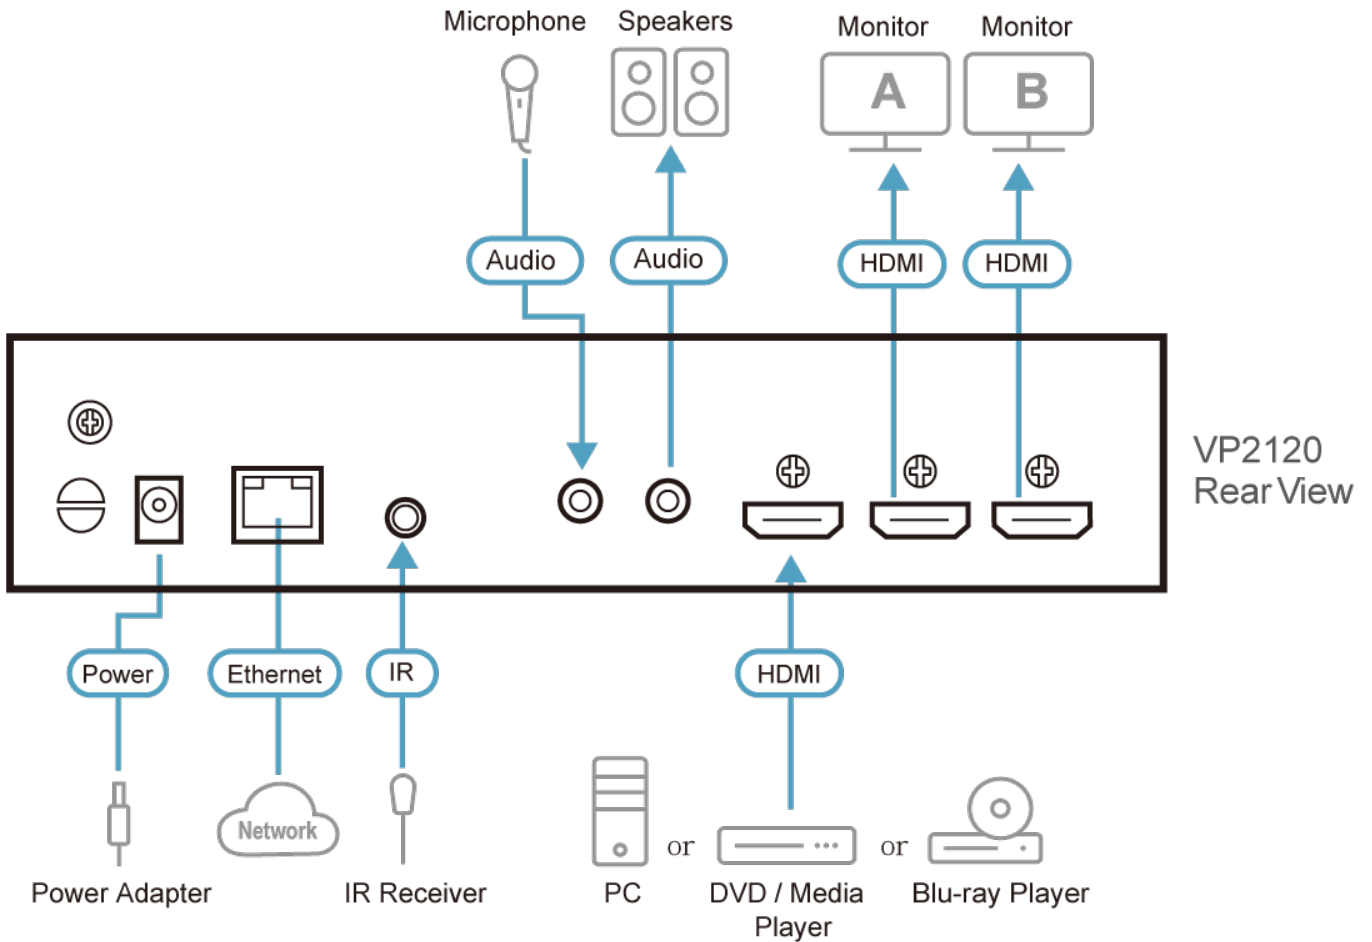 Microphone
Speakers
Monitor
Monitor
A
B
Audio
Audio
HDMI
HDMI
VP2120
Rear View
Power
Ethernet
IR
HDMI
Network
or
or
Power Adapter
IR Receiver
PC
DVD / Media
Player
Blu-ray Player